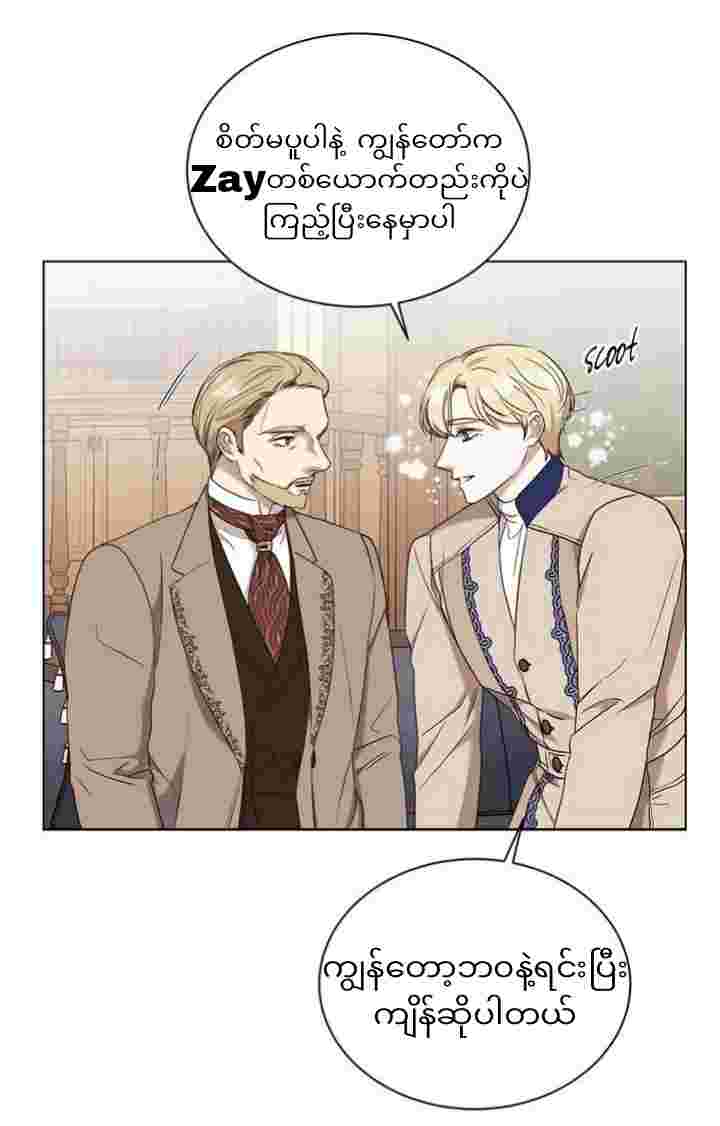 စိတ်မပူပါနဲ့ ကျွန်တော်က
Zayတစ်ယောက်တည်းကိုပဲ
ကြည့်ပြီးနေမှာပါ
scoot
ကျွန်တော့ဘဝနဲ့ရင်းပြီး
ကျိန်ဆိုပါတယ်